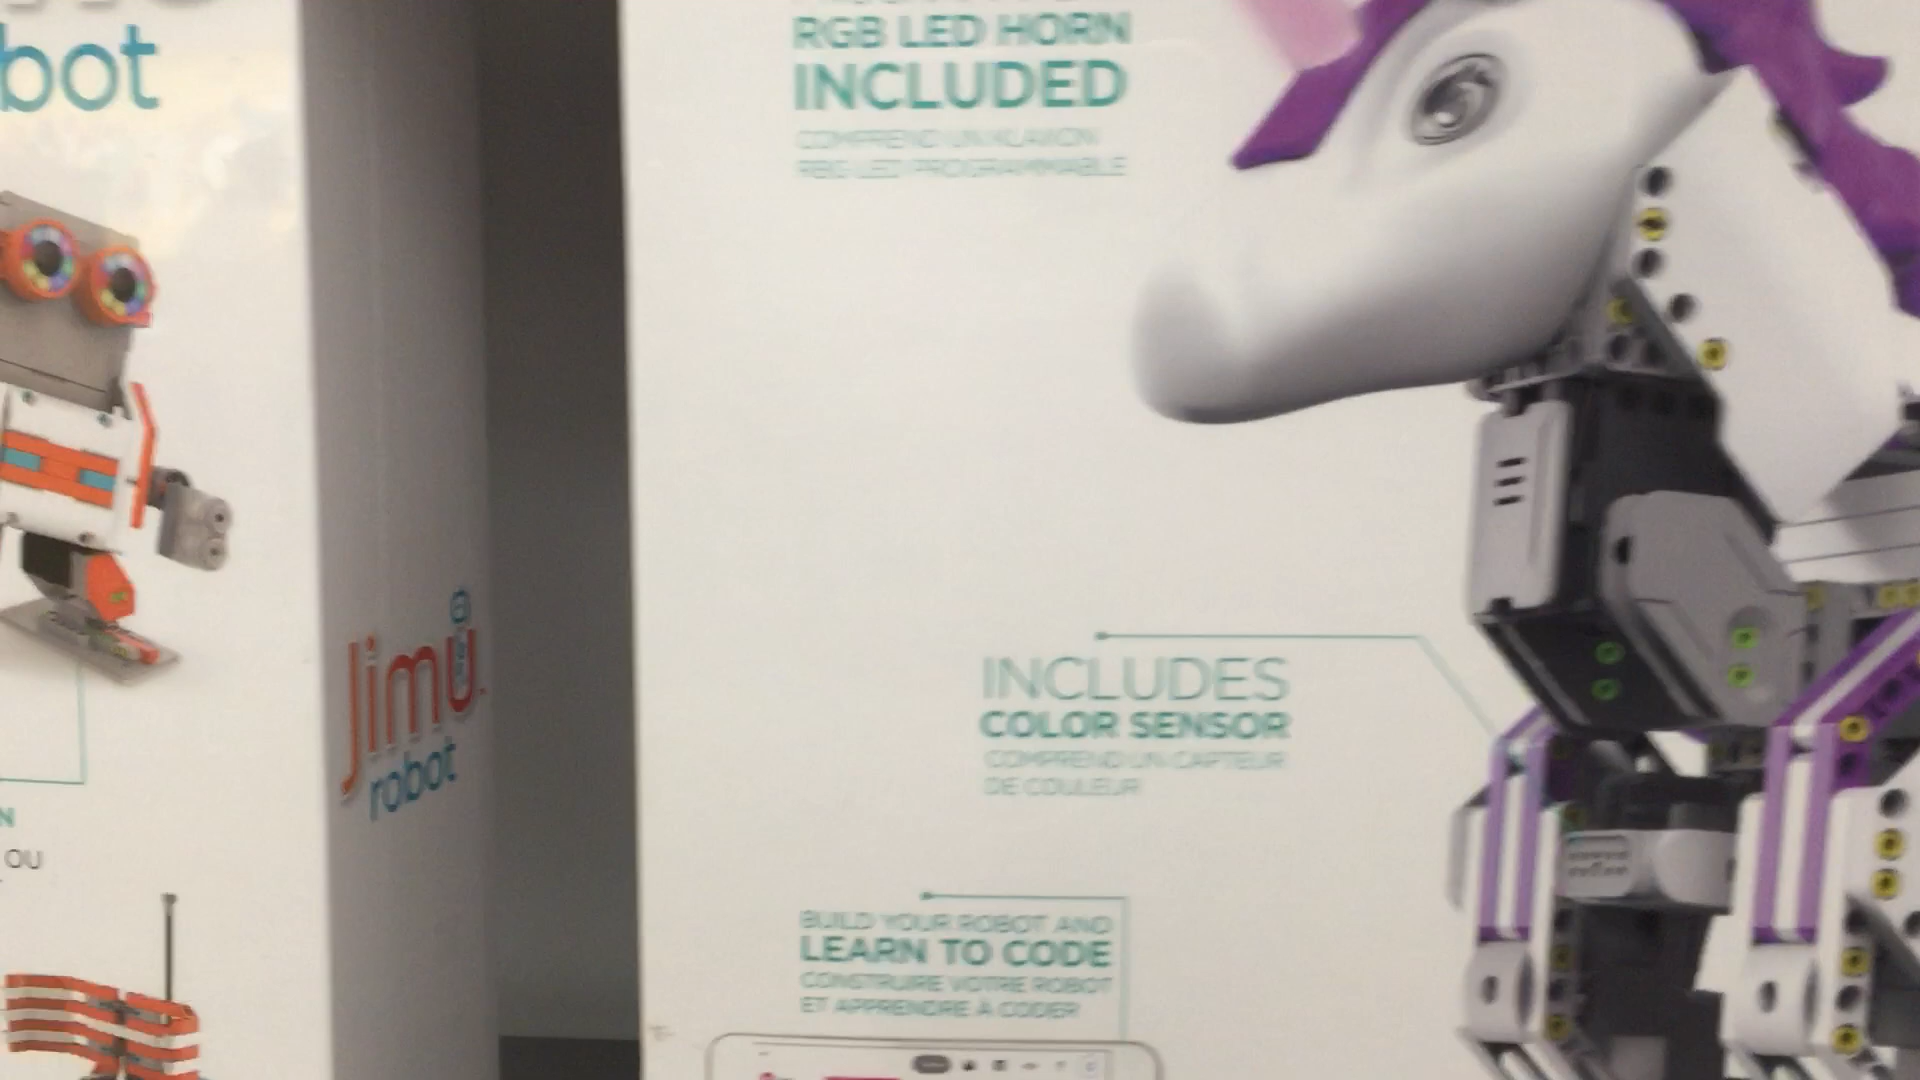 bot
N
OU
Jimu
robot
RGB LED HORN
INCLUDED
COMPREND UN KLAXON
RBG LED PROGRAMMABLE
INCLUDES
COLOR SENSOR
COMPREND UN CAPTEUR
DE COULEUR
BUILD YOUR ROBOT AND
LEARN TO CODE
CONSTRUIRE VOTRE ROBOT
ET APPRENDRE À CODER